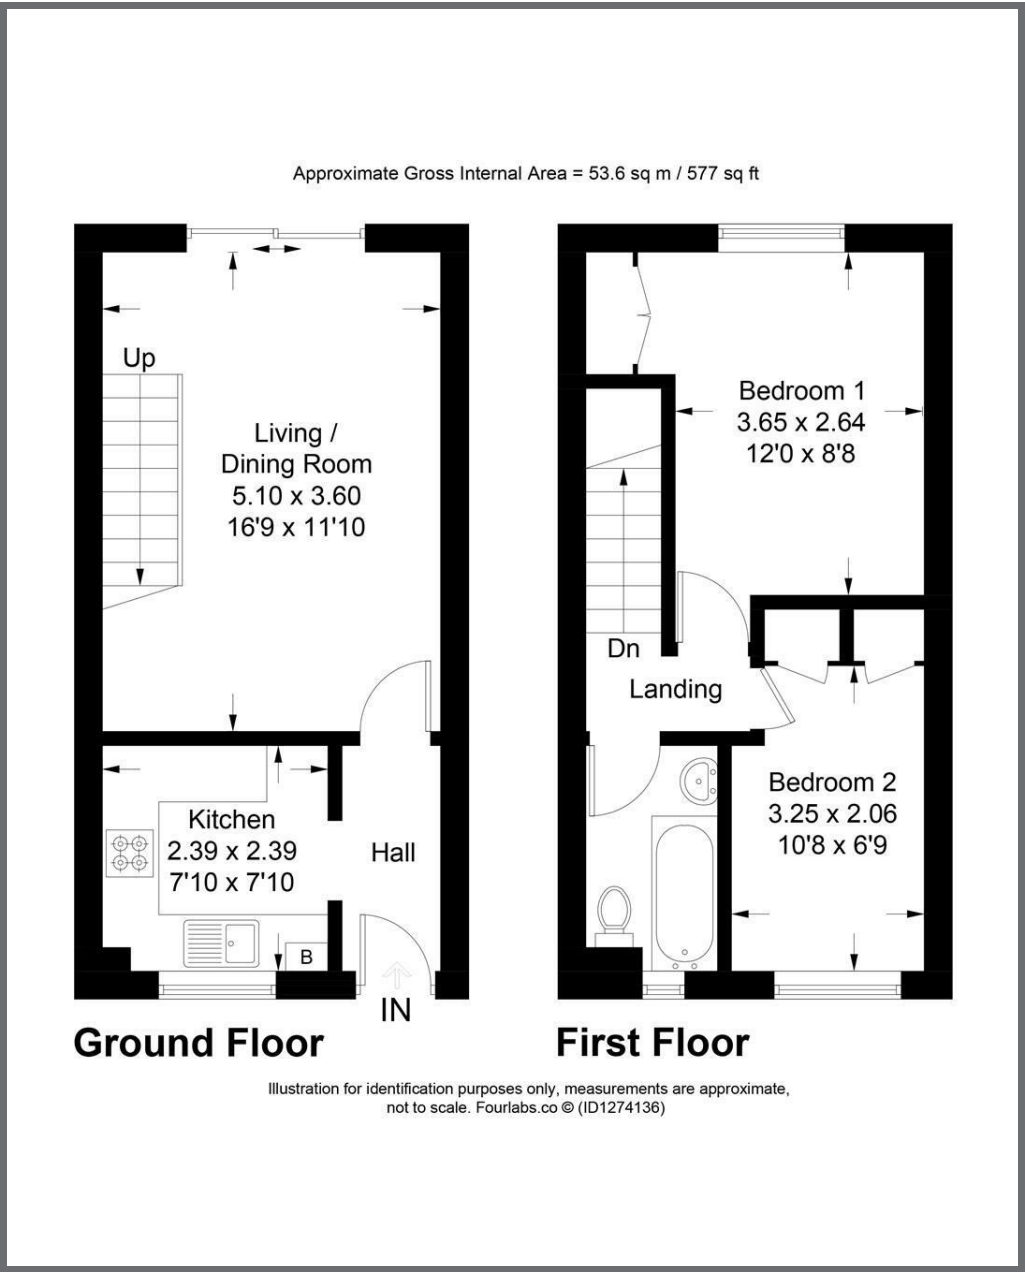 Approximate Gross Internal Area = 53.6 sq m / 577 sq ft
Up
Living /
Dining Room
5.10 x 3.60
16'9 x 11'10
Kitchen
2.39 x 2.39
7'10 x 7'10
Hall
B
IN
Ground Floor
Bedroom 1
3.65 x 2.64
12'0 x 8'8
Dn
Landing
Bedroom 2
3.25 x 2.06
10'8 x 6'9
First Floor
Illustration for identification purposes only, measurements are approximate,
not to scale. Fourlabs.co © (ID1274136)